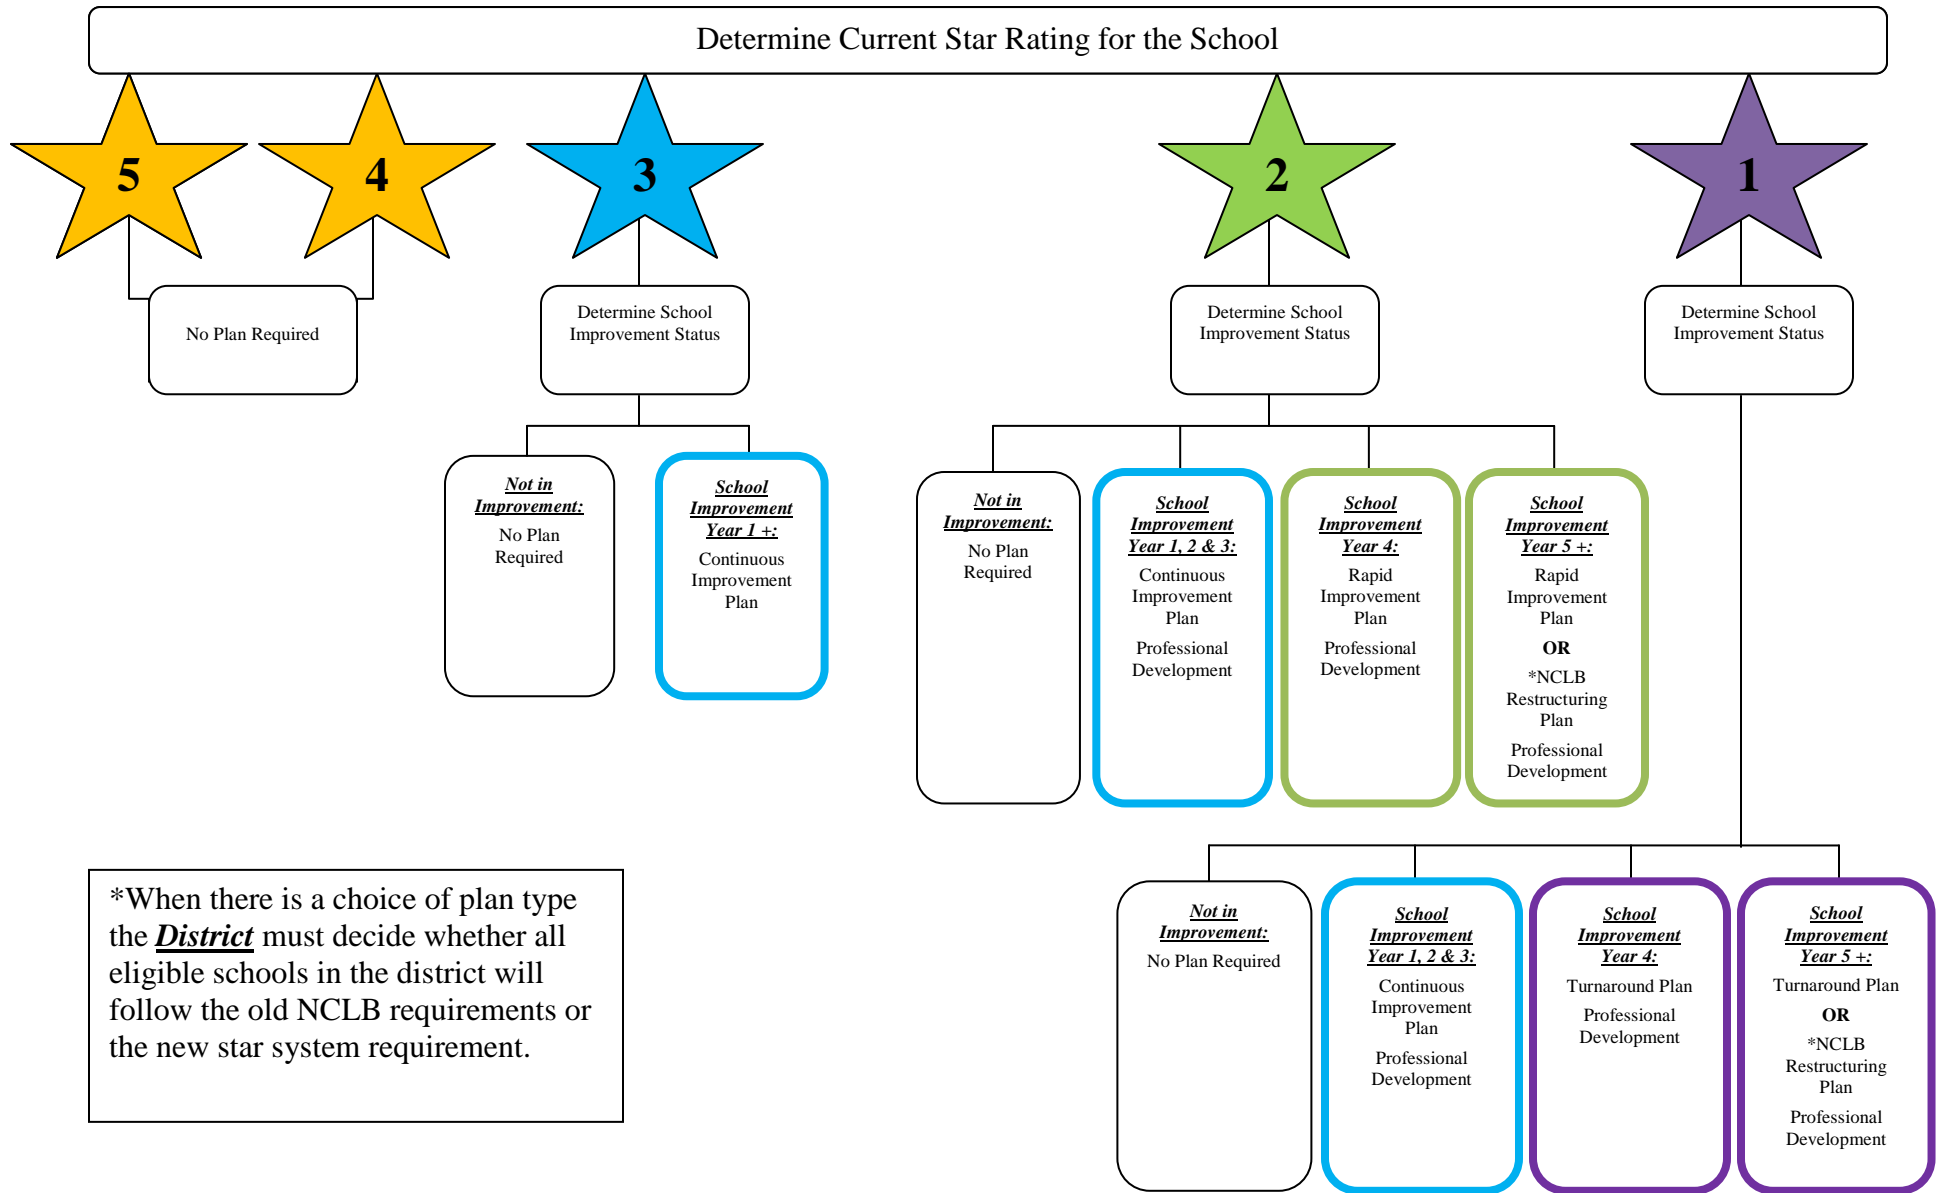 Determine Current Star Rating for the School
5
4
3
2
1
No Plan Required
Determine School
Improvement Status
Determine School
Improvement Status
Determine School
Improvement Status
Not in
Improvement:
No Plan
Required
School
Improvement
Year 1 +:
Continuous
Improvement
Plan
Not in
Improvement:
No Plan
Required
School
Improvement
Year 1, 2 & 3:
Continuous
Improvement
Plan
Professional
Development
School
Improvement
Year 4:
Rapid
Improvement
Plan
Professional
Development
School
Improvement
Year 5 +:
Rapid
Improvement
Plan
OR
*NCLB
Restructuring
Plan
Professional
Development
*When there is a choice of plan type
the District must decide whether all
eligible schools in the district will
follow the old NCLB requirements or
the new star system requirement.
Not in
Improvement:
No Plan Required
School
Improvement
Year 1, 2 & 3:
Continuous
Improvement
Plan
Professional
Development
School
Improvement
Year 4:
Turnaround Plan
Professional
Development
School
Improvement
Year 5 +:
Turnaround Plan
OR
*NCLB
Restructuring
Plan
Professional
Development